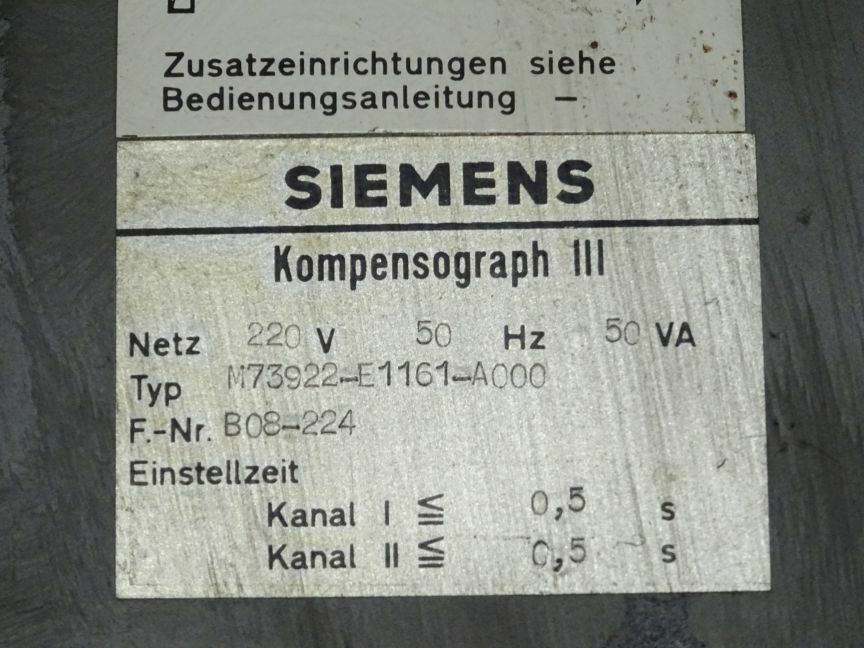 Zusatzeinrichtungen siehe
Bedienungsanleitung –
SIEMENS
Kompensograph III
Netz 220 V 50 Hz 50 VA
Typ M73922-E1161-A000
F.-Nr. B08-224
Einstellzeit
Kanal I ≦ 0,5 s
Kanal II ≦ 0,5 s